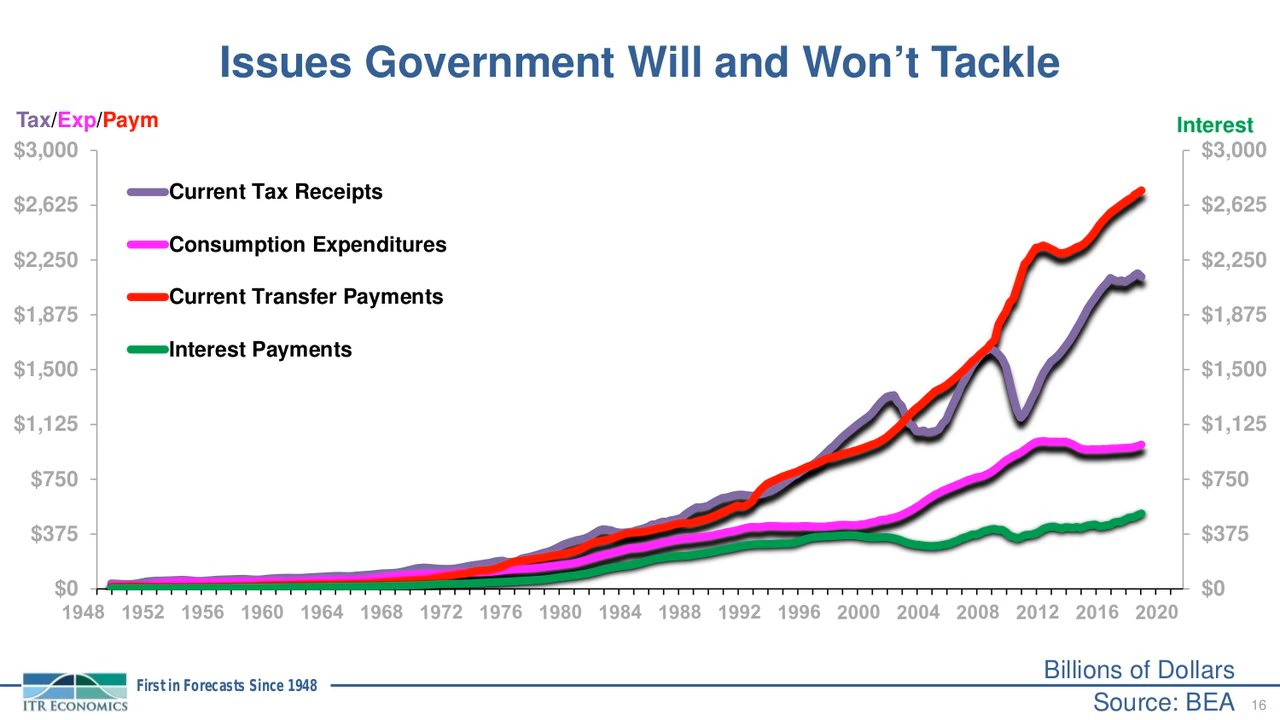 Issues Government Will and Won’t Tackle
Tax/Exp/Paym
Interest
$3,000
$2,625
$2,250
$1,875
$1,500
$1,125
$750
$375
$0
Current Tax Receipts
Consumption Expenditures
Current Transfer Payments
Interest Payments
$3,000
$2,625
$2,250
$1,875
$1,500
$1,125
$750
$375
$0
1948 1952 1956 1960 1964 1968 1972 1976 1980 1984 1988 1992 1996 2000 2004 2008 2012 2016 2020
Billions of Dollars
Source: BEA
16
First in Forecasts Since 1948
ITR ECONOMICS